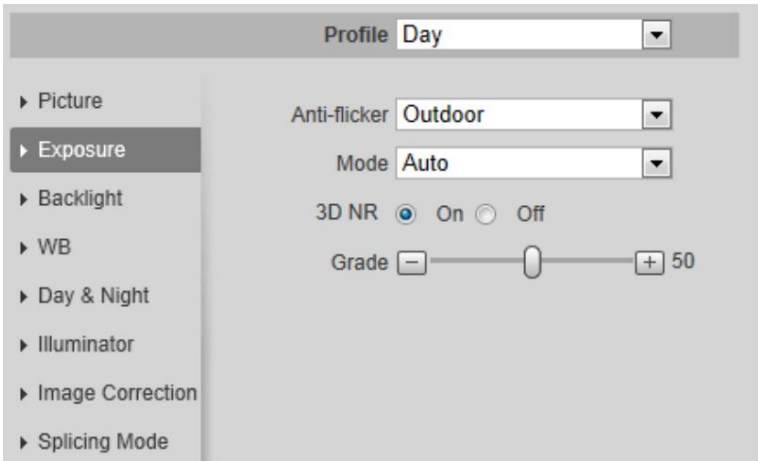 Profile Day
Picture
Anti-flicker Outdoor
Exposure
Mode Auto
Backlight
3D NR On Off
WB
Grade 50
Day & Night
Illuminator
Image Correction
Splicing Mode